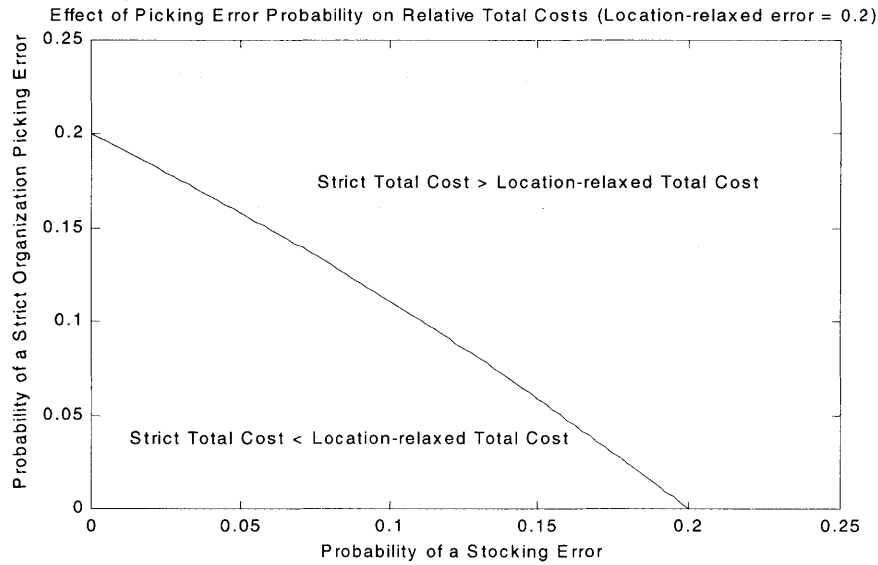 Effect of Picking Error Probability on Relative Total Costs (Location-relaxed error = 0.2)
0.25
0.2
0.15
0.1
0.05
0
Probability of a Strict Organization Picking Error
Strict Total Cost > Location-relaxed Total Cost
Strict Total Cost < Location-relaxed Total Cost
0 0.05 0.1 0.15 0.2 0.25
Probability of a Stocking Error